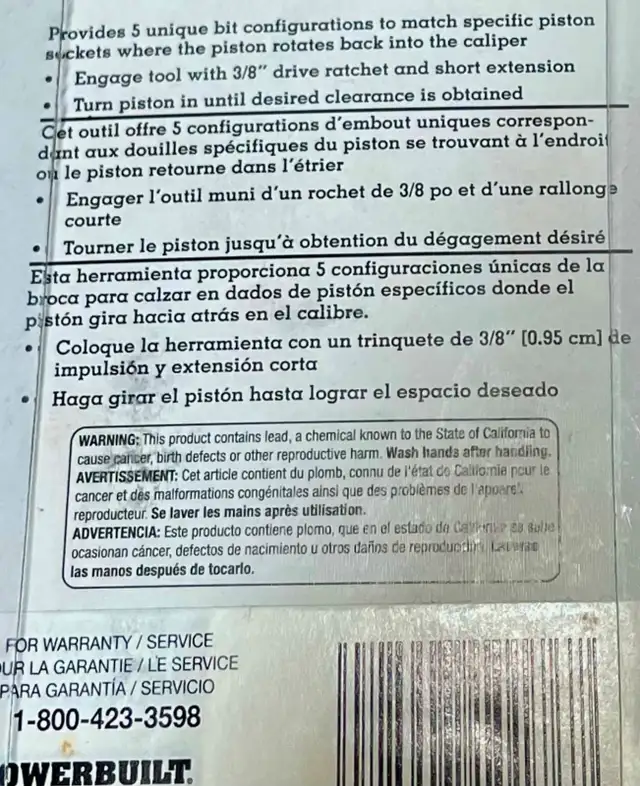 Provides 5 unique bit configurations to match specific piston
sockets where the piston rotates back into the caliper
• Engage tool with 3/8″ drive ratchet and short extension
• Turn piston in until desired clearance is obtained
Cet outil offre 5 configurations d'embout uniques correspon-
dant aux douilles spécifiques du piston se trouvant à l'endroit
où le piston retourne dans l'étrier
• Engager l'outil muni d'un rochet de 3/8 po et d'une rallonge
courte
• Tourner le piston jusqu'à obtention du dégagement désiré
Esta herramienta proporciona 5 configuraciones únicas de la
broca para calzar en dados de pistón específicos donde el
pistón gira hacia atrás en el calibre.
• Coloque la herramienta con un trinquete de 3/8″ [0.95 cm] de
impulsión y extensión corta
• Haga girar el pistón hasta lograr el espacio deseado
WARNING: This product contains lead, a chemical known to the State of California to
cause cancer, birth defects or other reproductive harm. Wash hands after handling.
AVERTISSEMENT: Cet article contient du plomb, connu de l'état de Californie pour le
cancer et des malformations congénitales ainsi que des problèmes de l'appareil
reproducteur. Se laver les mains après utilisation.
ADVERTENCIA: Este producto contiene plomo, que en el estado de
ocasionan cáncer, defectos de nacimiento u otros daños de
las manos después de tocarlo.
FOR WARRANTY / SERVICE
OUR LA GARANTIE / LE SERVICE
PARA GARANTÍA / SERVICIO
1-800-423-3598
OWERBUILT.